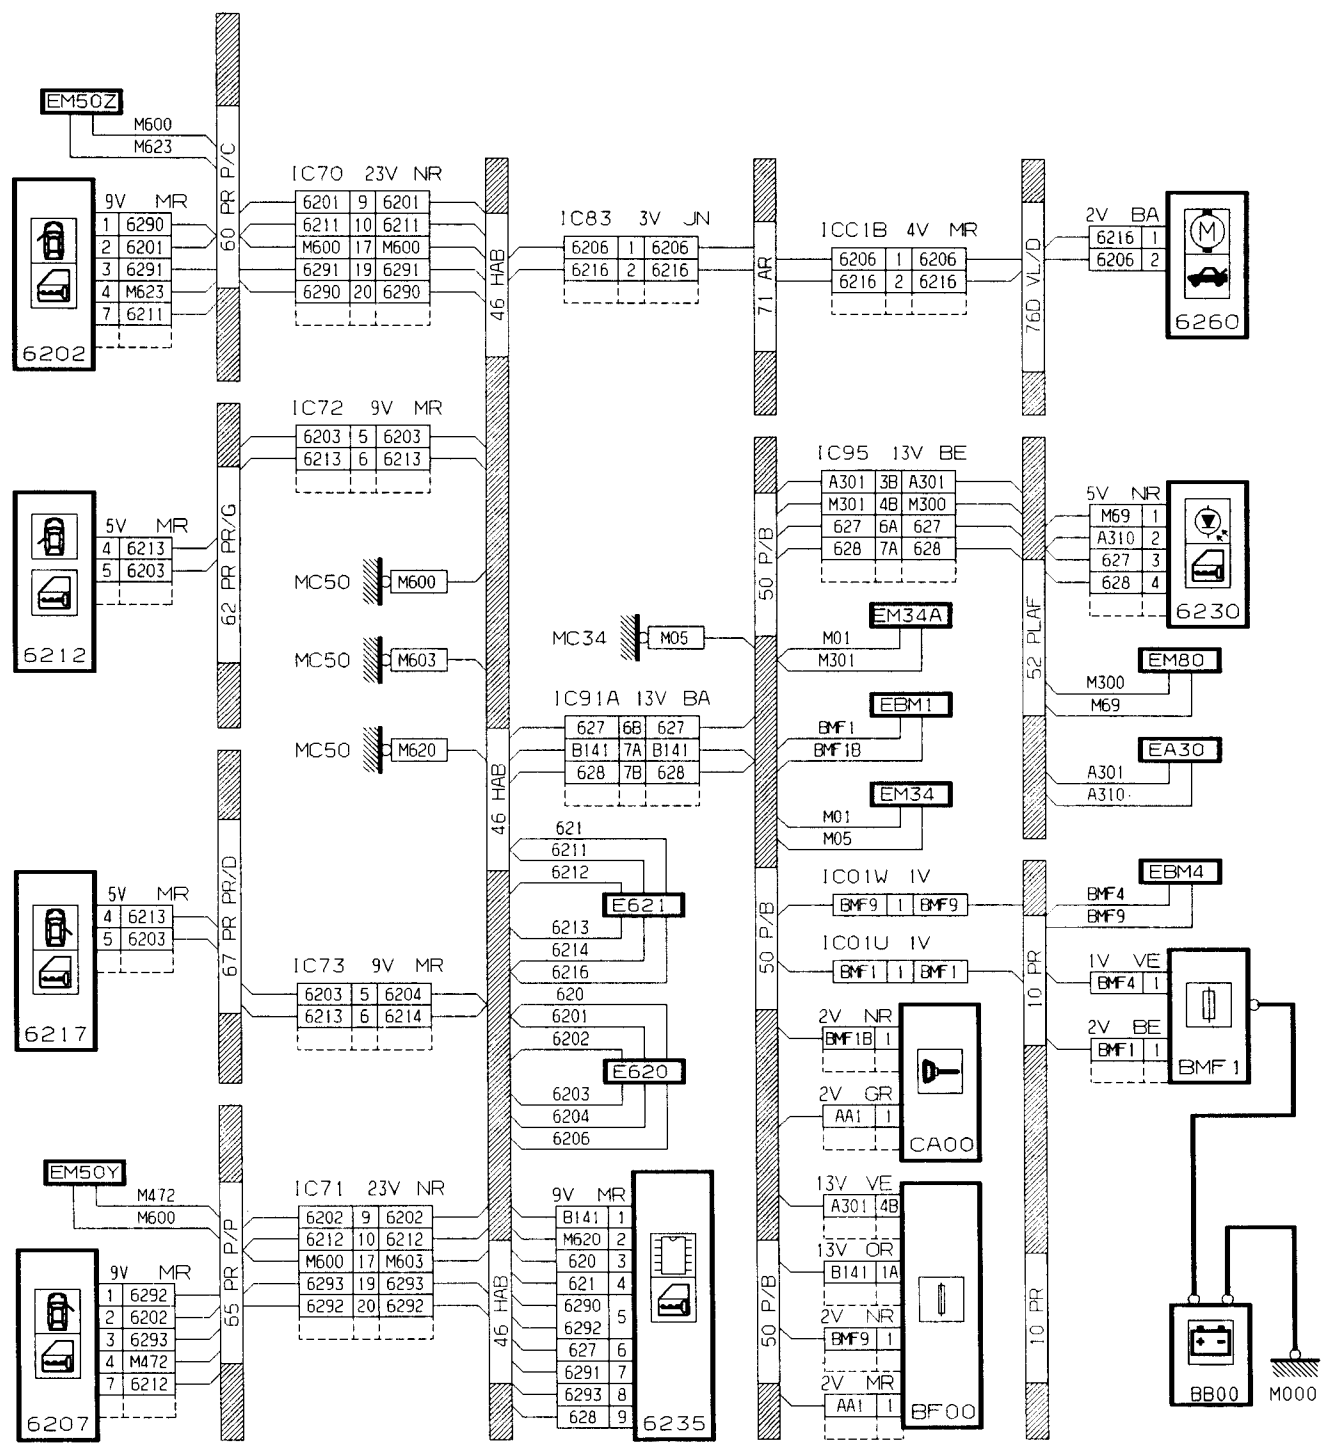 EM50Z
M600
M623
60 PR P/C
9V MR
1 6290
2 6201
3 6291
4 M623
7 6211
6202
IC70 23V NR
6201 9 6201
6211 10 6211
M600 17 M600
6291 19 6291
6290 20 6290
46 HAB
IC83 3V JN
6206 1 6206
6216 2 6216
71 AR
ICC1B 4V MR
6206 1 6206
6216 2 6216
76D VL/D
2V BA
6216 1
6206 2
M
6260
IC72 9V MR
6203 5 6203
6213 6 6213
62 PR PR/G
5V MR
4 6213
5 6203
6212
MC50 M600
MC50 M603
MC50 M620
MC34 M05
IC91A 13V BA
627 6B 627
B141 7A B141
628 7B 628
50 P/B
IC95 13V BE
A301 3B A301
M301 4B M300
627 6A 627
628 7A 628
EM34A
M01
M301
EBM1
BMF1
BMF1B
EM34
M01
M05
52 PLAF
5V NR
M69 1
A310 2
627 3
628 4
6230
EM80
M300
M69
EA30
A301
A310
67 PR PR/D
5V MR
4 6213
5 6203
6217
IC73 9V MR
6203 5 6204
6213 6 6214
46 HAB
621
6211
6212
E621
6213
6214
6216
620
6201
6202
E620
6203
6204
6206
50 P/B
IC01W 1V
BMF9 1 BMF9
IC01U 1V
BMF1 1 BMF1
10 PR
EBM4
BMF4
BMF9
1V VE
BMF4 1
2V BE
BMF1 1
BMF1
2V NR
BMF1B 1
2V GR
AA1 1
CA00
EM50Y
M472
M600
65 PR P/P
9V MR
1 6292
2 6202
3 6293
4 M472
7 6212
6207
IC71 23V NR
6202 9 6202
6212 10 6212
M600 17 M603
6293 19 6293
6292 20 6292
46 HAB
9V MR
B141 1
M620 2
620 3
621 4
6290
5
6292
627 6
6291 7
6293 8
628 9
6235
50 P/B
13V VE
A301 4B
13V OR
B141 1A
2V NR
BMF9 1
2V MR
AA1 1
BF00
10 PR
+ -
BB00
M000